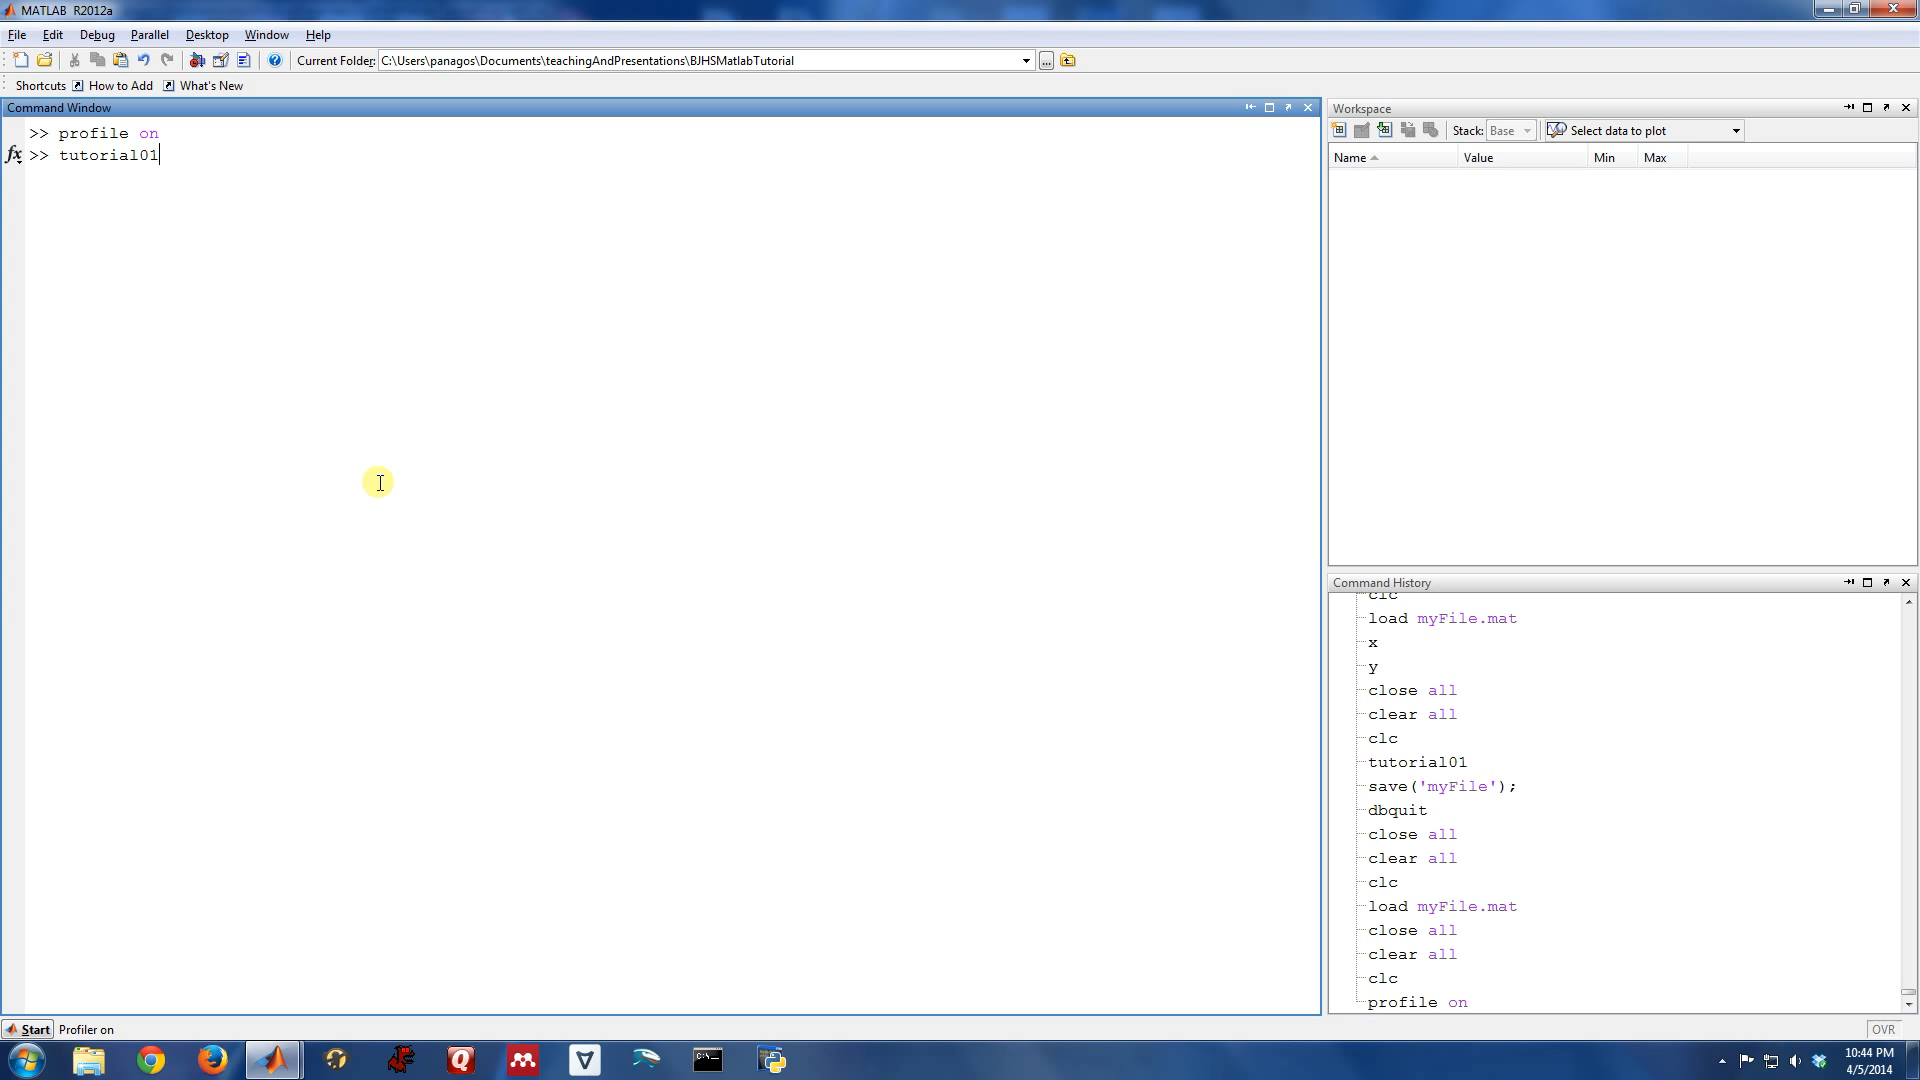 MATLAB R2012a
File Edit Debug Parallel Desktop Window Help
Current Folder: C:\Users\panagos\Documents\teachingAndPresentations\BJHSMatlabTutorial ...
Shortcuts How to Add What's New
Command Window
>> profile on
fx >> tutorial01
Workspace
Stack: Base Select data to plot
Name Value Min Max
Command History
clc
load myFile.mat
x
y
close all
clear all
clc
tutorial01
save('myFile');
dbquit
close all
clear all
clc
load myFile.mat
close all
clear all
clc
profile on
Start Profiler on OVR
10:44 PM
4/5/2014